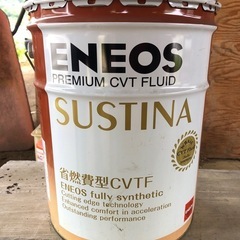 ENEOS
PREMIUM CVT FLUID
SUSTINA
省燃費型CVTF
ENEOS fully synthetic
Cutting edge technology
Enhanced comfort in acceleration
Outstanding performance